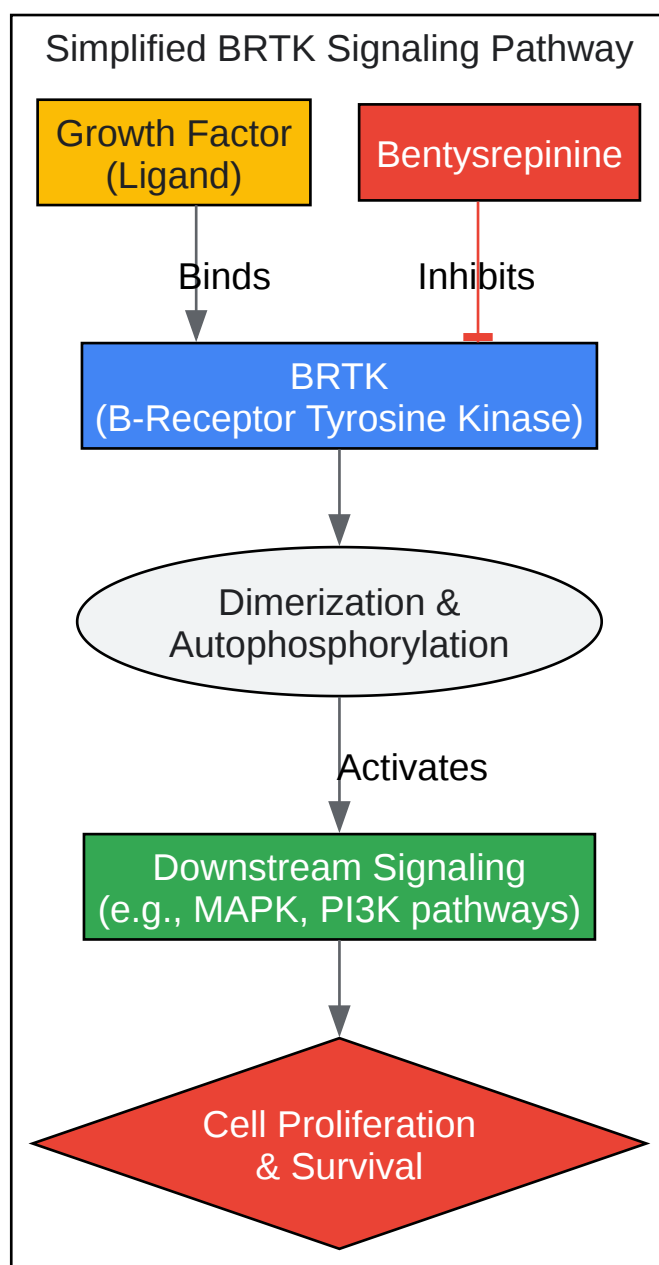 Simplified BRTK Signaling Pathway
Growth Factor
(Ligand)
Bentysrepinine
Binds
Inhibits
BRTK
(B-Receptor Tyrosine Kinase)
Dimerization &
Autophosphorylation
Activates
Downstream Signaling
(e.g., MAPK, PI3K pathways)
Cell Proliferation
& Survival